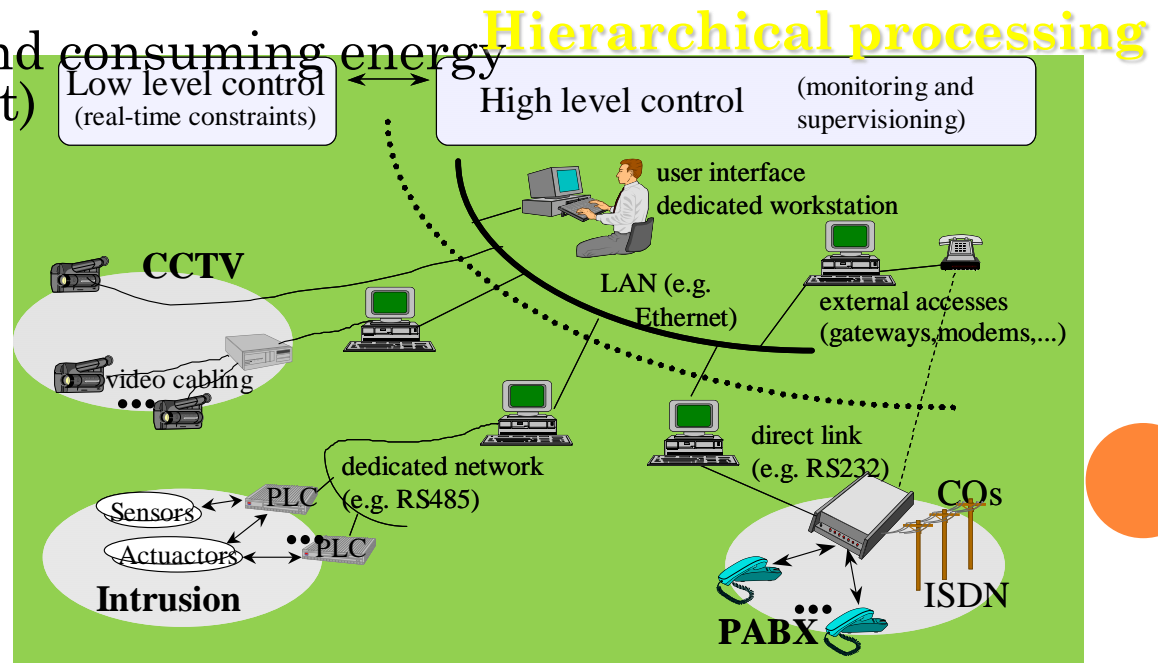 Hierarchical processing
nd consuming energy
t)
Low level control
(real-time constraints)
High level control
(monitoring and
supervisioning)
user interface
dedicated workstation
CCTV
LAN (e.g.
Ethernet)
external accesses
(gateways,modems,...)
video cabling
direct link
(e.g. RS232)
dedicated network
(e.g. RS485)
PLC
Sensors
COs
PLC
Actuactors
Intrusion
ISDN
PABX